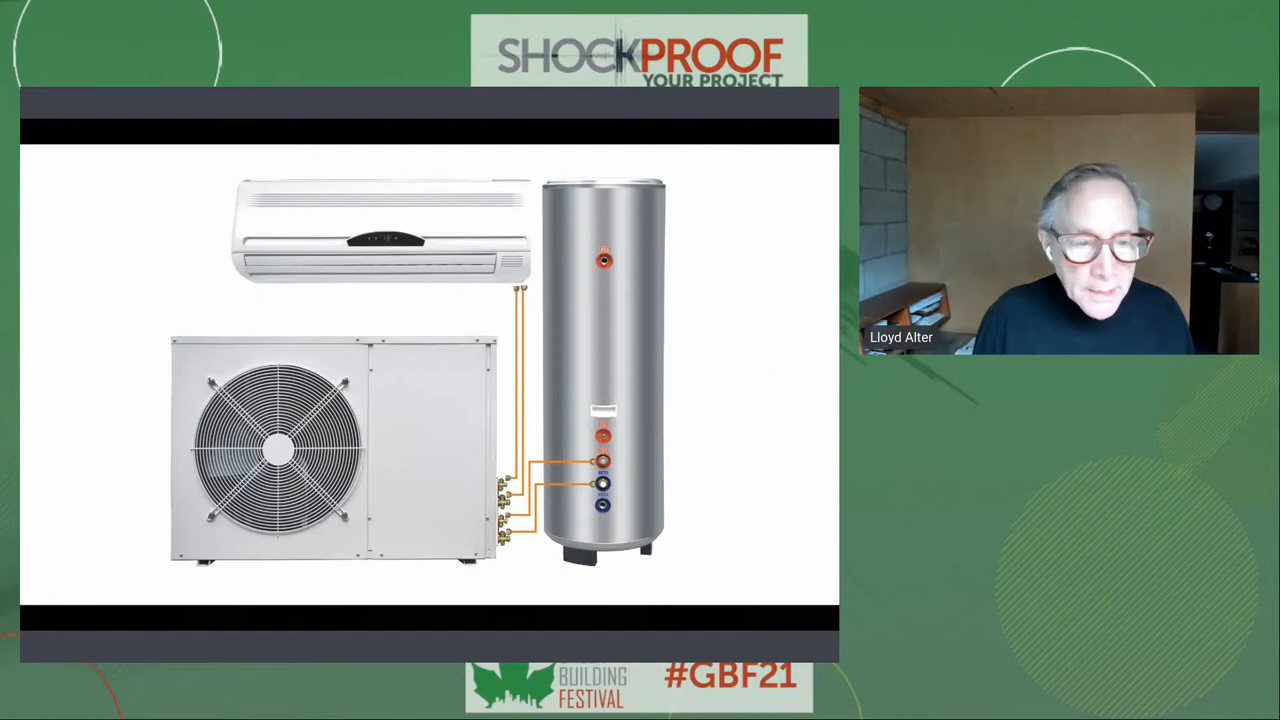 SHOCKPROOF
YOUR PROJECT
Lloyd Alter
BUILDING
FESTIVAL
#GBF21